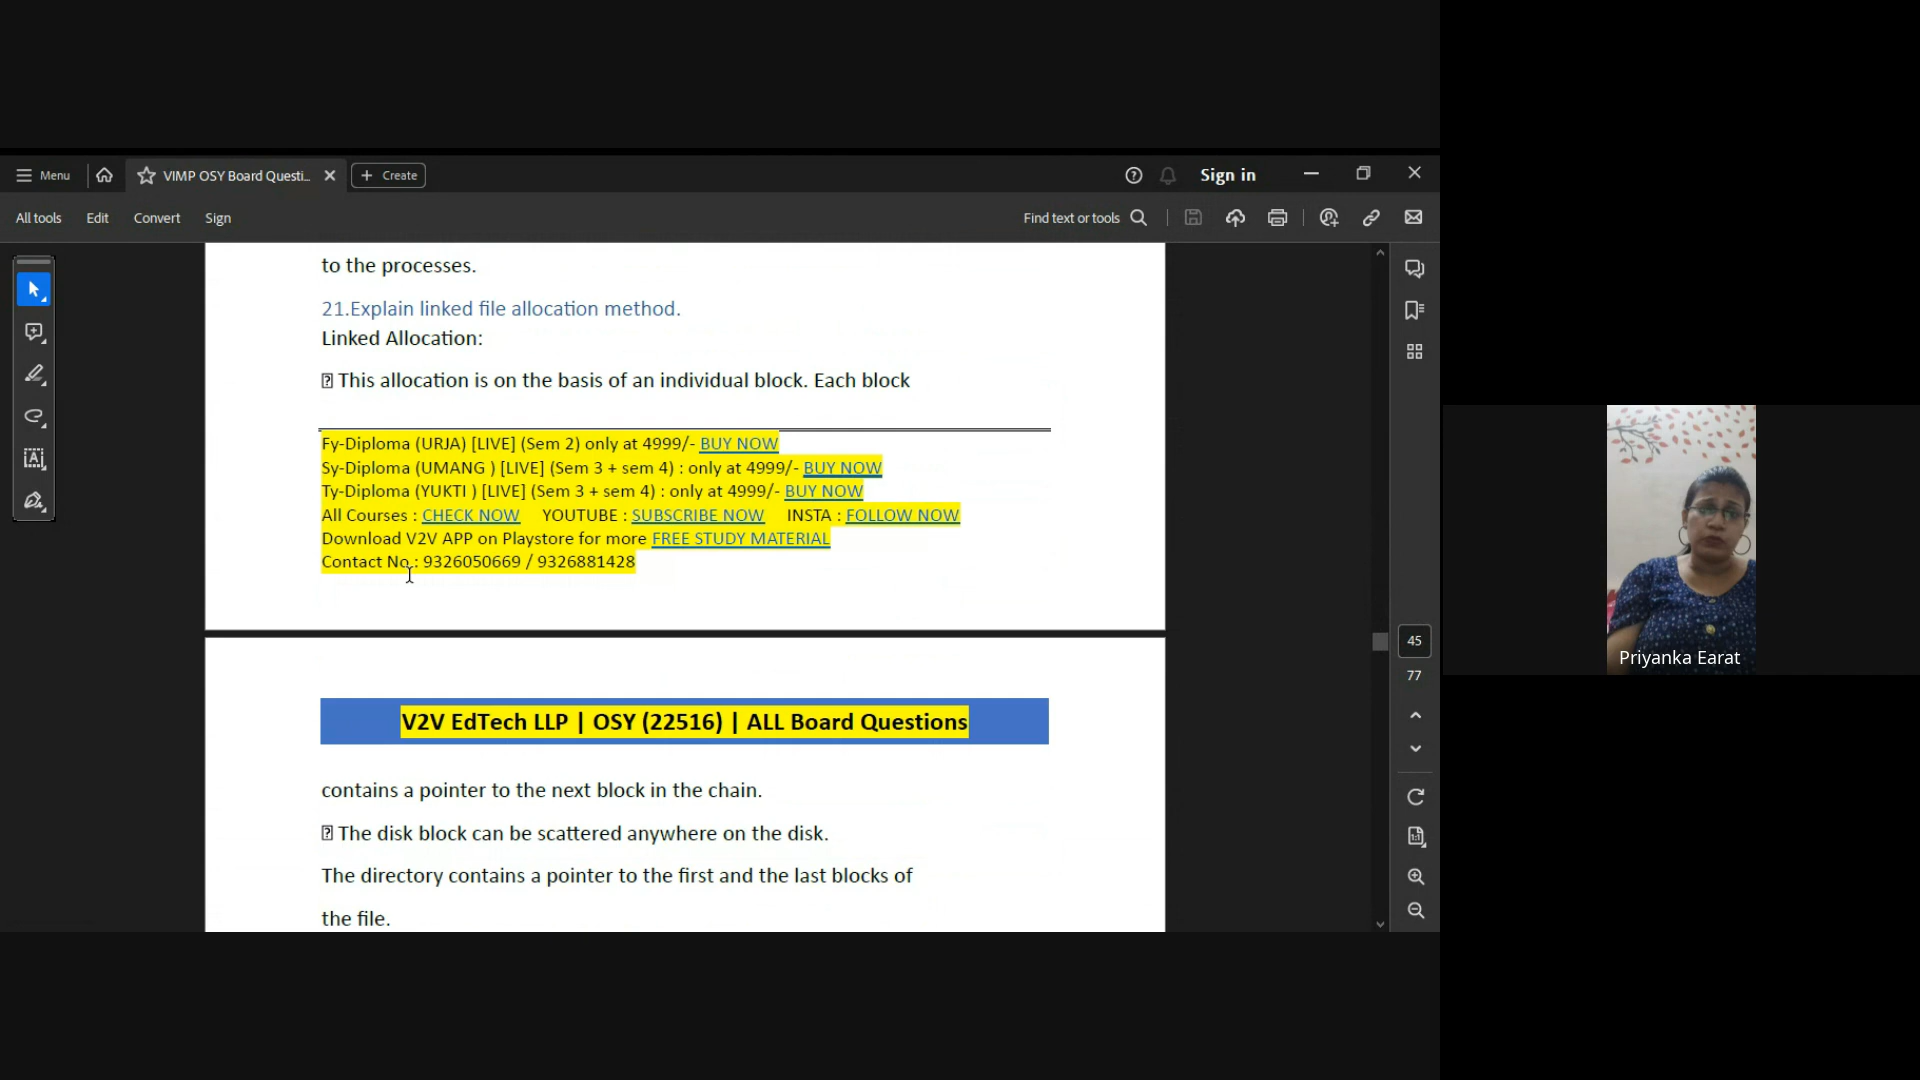 Menu
VIMP OSY Board Questi...
Create
Sign in
All tools
Edit
Convert
Sign
Find text or tools
to the processes.
21.Explain linked file allocation method.
Linked Allocation:
This allocation is on the basis of an individual block. Each block
Fy-Diploma (URJA) [LIVE] (Sem 2) only at 4999/- BUY NOW
Sy-Diploma (UMANG ) [LIVE] (Sem 3 + sem 4) : only at 4999/- BUY NOW
Ty-Diploma (YUKTI ) [LIVE] (Sem 3 + sem 4) : only at 4999/- BUY NOW
All Courses : CHECK NOW YOUTUBE : SUBSCRIBE NOW INSTA : FOLLOW NOW
Download V2V APP on Playstore for more FREE STUDY MATERIAL
Contact No.: 9326050669 / 9326881428
45
77
V2V EdTech LLP | OSY (22516) | ALL Board Questions
contains a pointer to the next block in the chain.
The disk block can be scattered anywhere on the disk.
The directory contains a pointer to the first and the last blocks of
the file.
Priyanka Earat